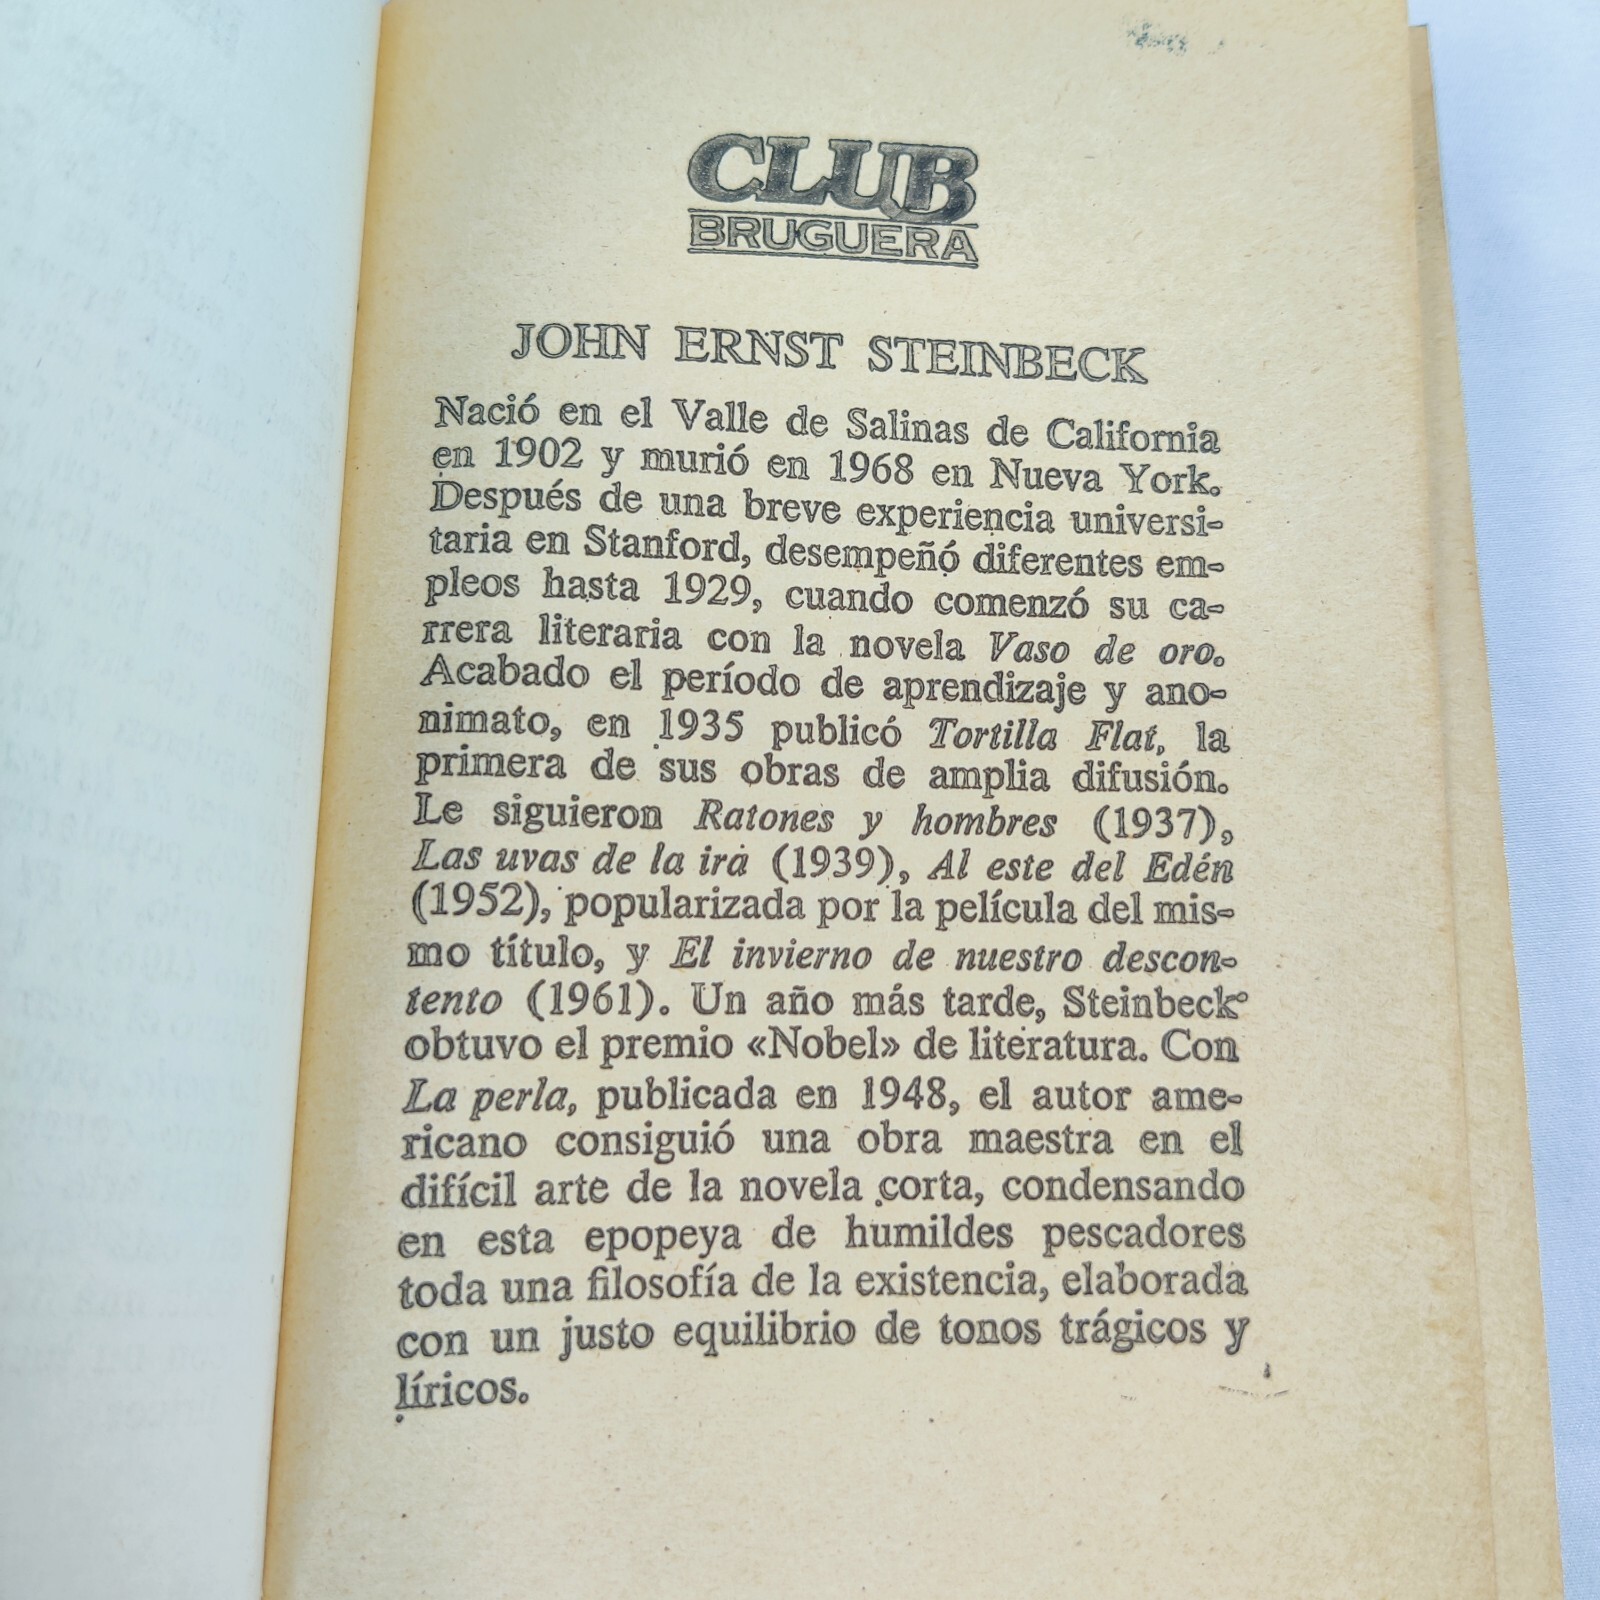 CLUB
BRUGUERA
JOHN ERNST STEINBECK
Nació en el Valle de Salinas de California
en 1902 y murió en 1968 en Nueva York.
Después de una breve experiencia universi-
taria en Stanford, desempeñó diferentes em-
pleos hasta 1929, cuando comenzó su ca-
rrera literaria con la novela Vaso de oro.
Acabado el período de aprendizaje y ano-
nimato, en 1935 publicó Tortilla Flat, la
primera de sus obras de amplia difusión.
Le siguieron Ratones y hombres (1937),
Las uvas de la ira (1939), Al este del Edén
(1952), popularizada por la película del mis-
mo título, y El invierno de nuestro descon-
tento (1961). Un año más tarde, Steinbeck
obtuvo el premio «Nobel» de literatura. Con
La perla, publicada en 1948, el autor ame-
ricano consiguió una obra maestra en el
difícil arte de la novela corta, condensando
en esta epopeya de humildes pescadores
toda una filosofía de la existencia, elaborada
con un justo equilibrio de tonos trágicos y
líricos.